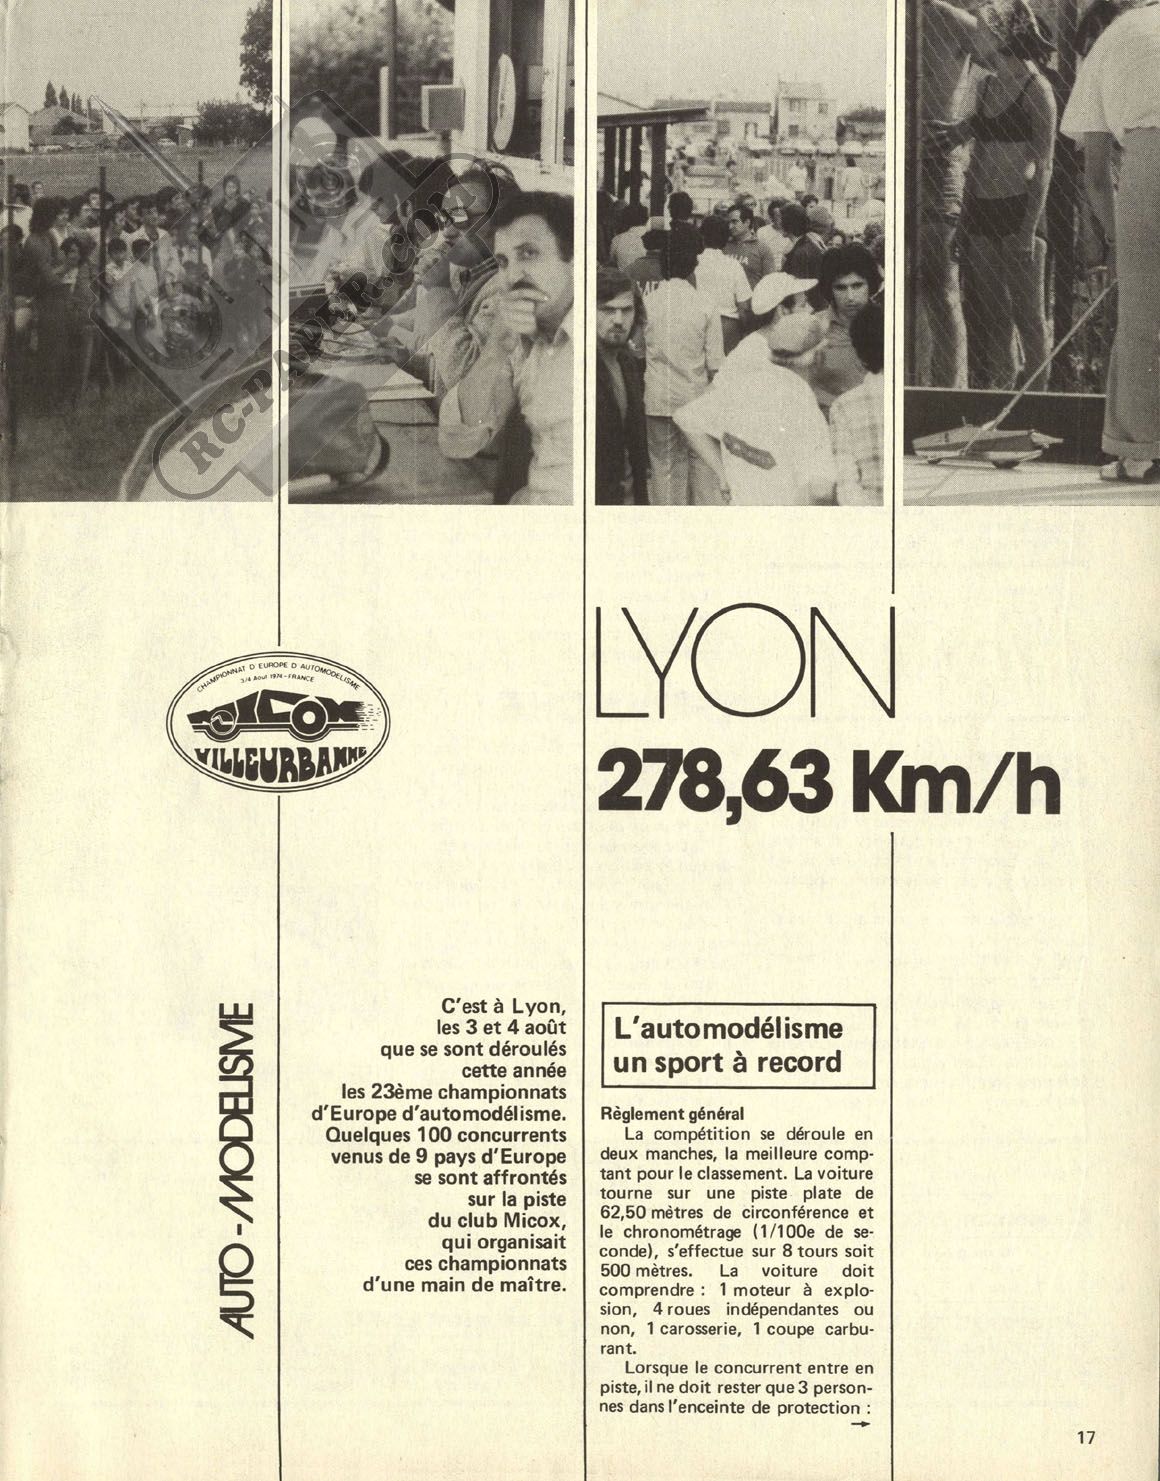 RC-PAPER.COM
LYON
278,63 Km/h
CHAMPIONNAT D'EUROPE D'AUTOMODELISME
3/4 Aout 1974 - FRANCE
MICOX
VILLEURBANNE
AUTO - MODELISME
C'est à Lyon,
les 3 et 4 août
que se sont déroulés
cette année
les 23ème championnats
d'Europe d'automodélisme.
Quelques 100 concurrents
venus de 9 pays d'Europe
se sont affrontés
sur la piste
du club Micox,
qui organisait
ces championnats
d'une main de maître.
L'automodélisme
un sport à record
Règlement général
La compétition se déroule en
deux manches, la meilleure comp-
tant pour le classement. La voiture
tourne sur une piste plate de
62,50 mètres de circonférence et
le chronométrage (1/100e de se-
conde), s'effectue sur 8 tours soit
500 mètres. La voiture doit
comprendre : 1 moteur à explo-
sion, 4 roues indépendantes ou
non, 1 carosserie, 1 coupe carbu-
rant.
Lorsque le concurrent entre en
piste, il ne doit rester que 3 person-
nes dans l'enceinte de protection :
17